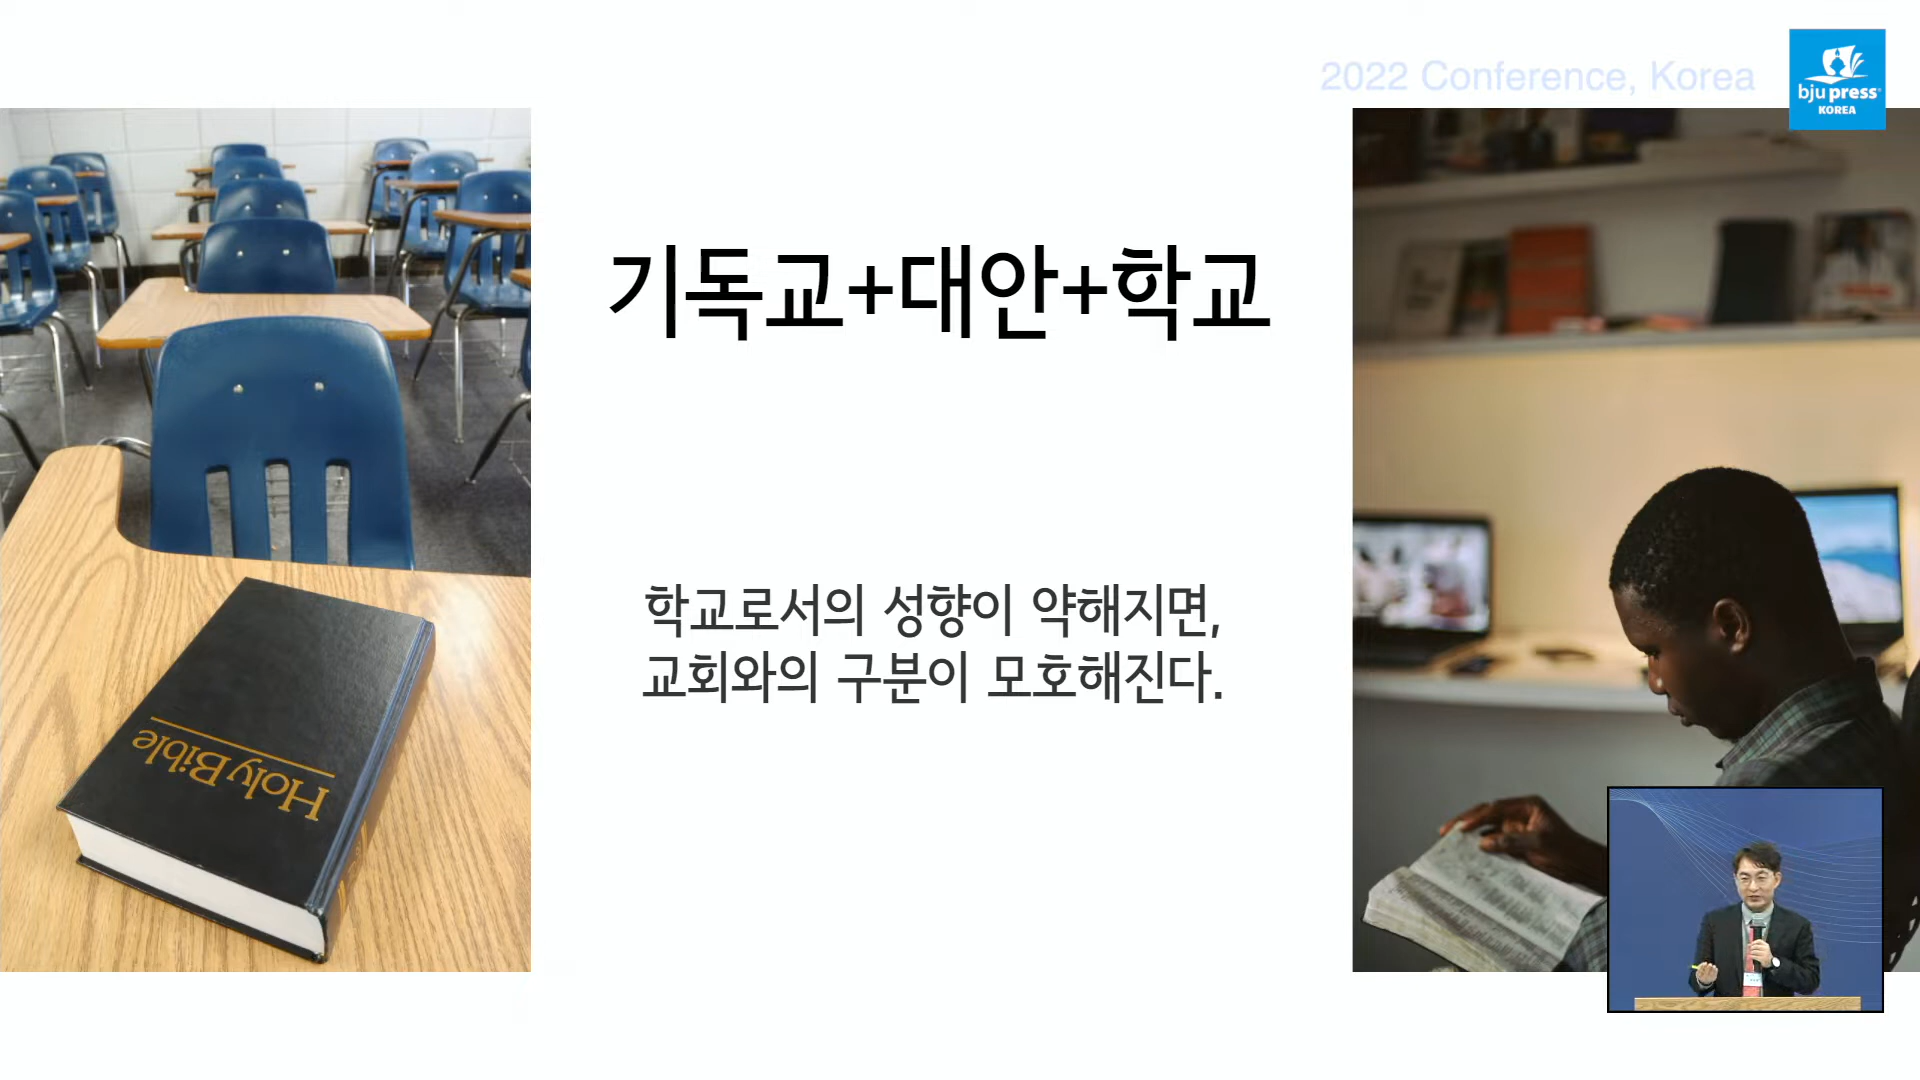 2022 Conference, Korea
bju press
KOREA
기독교+대안+학교
학교로서의 성향이 약해지면,
교회와의 구분이 모호해진다.
Holy Bible